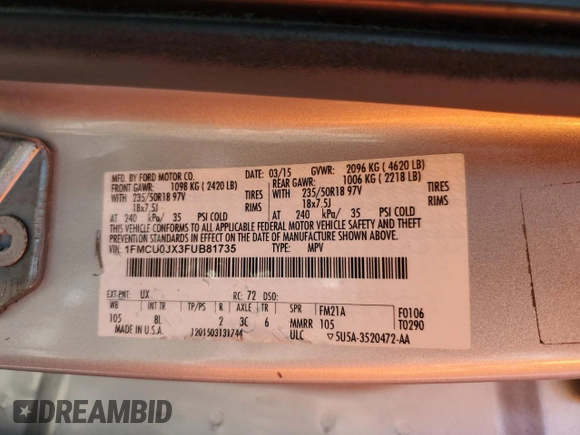 MFD. BY FORD MOTOR CO. 03/15 GVWR: 2096 KG ( 4620 LB)
FRONT GAWR: 1098 KG ( 2420 LB) REAR GAWR: 1006 KG ( 2218 LB)
WITH 235/50R18 97V TIRES WITH 235/50R18 97V TIRES
18x7.5J RIMS 18x7.5J RIMS
AT 240 kPa/ 35 PSI COLD AT 240 kPa/ 35 PSI COLD
THIS VEHICLE CONFORMS TO ALL APPLICABLE FEDERAL MOTOR VEHICLE SAFETY AND THEFT
PREVENTION STANDARDS IN EFFECT ON THE DATE OF MANUFACTURE SHOWN ABOVE.
VIN: 1FMCU0JX3FUB81735 TYPE: MPV
EXT PNT: UX RC: 72 DSO:
WB TP/PS R AXLE TR SPR FM21A F0106
105 8L 2 3C 6 MMRR 105 T0290
MADE IN U.S.A. 1201503131744 ULC 5U5A-3520472-AA
DREAMBID